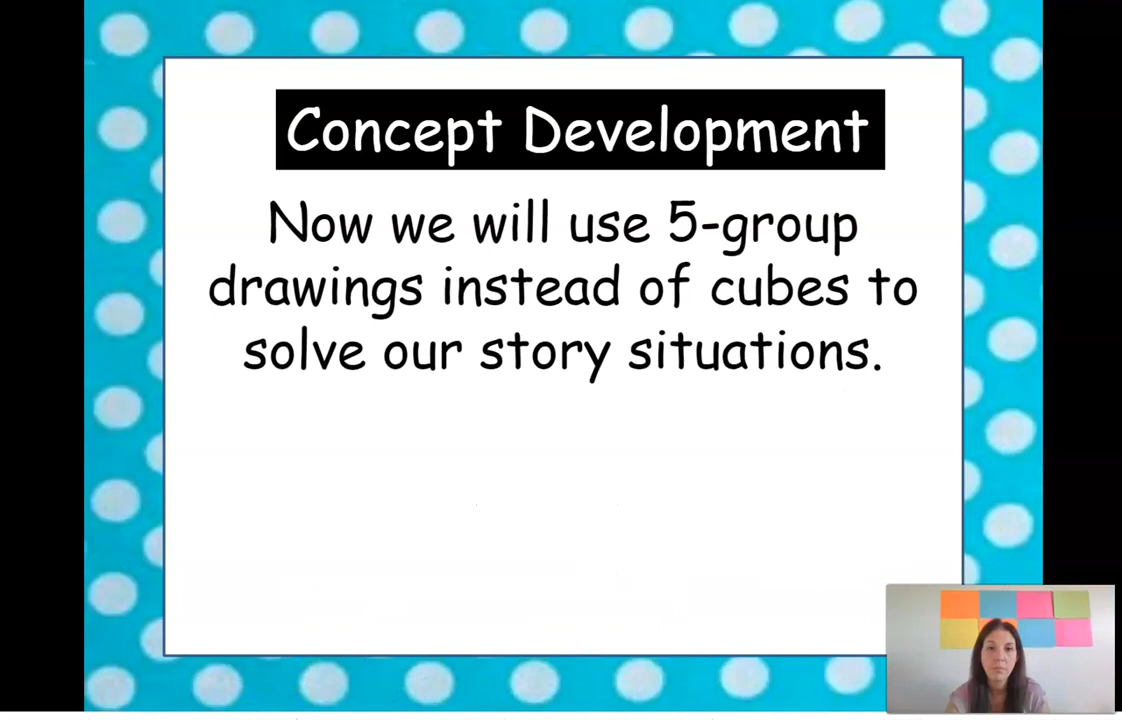 Concept Development
Now we will use 5-group
drawings instead of cubes to
solve our story situations.